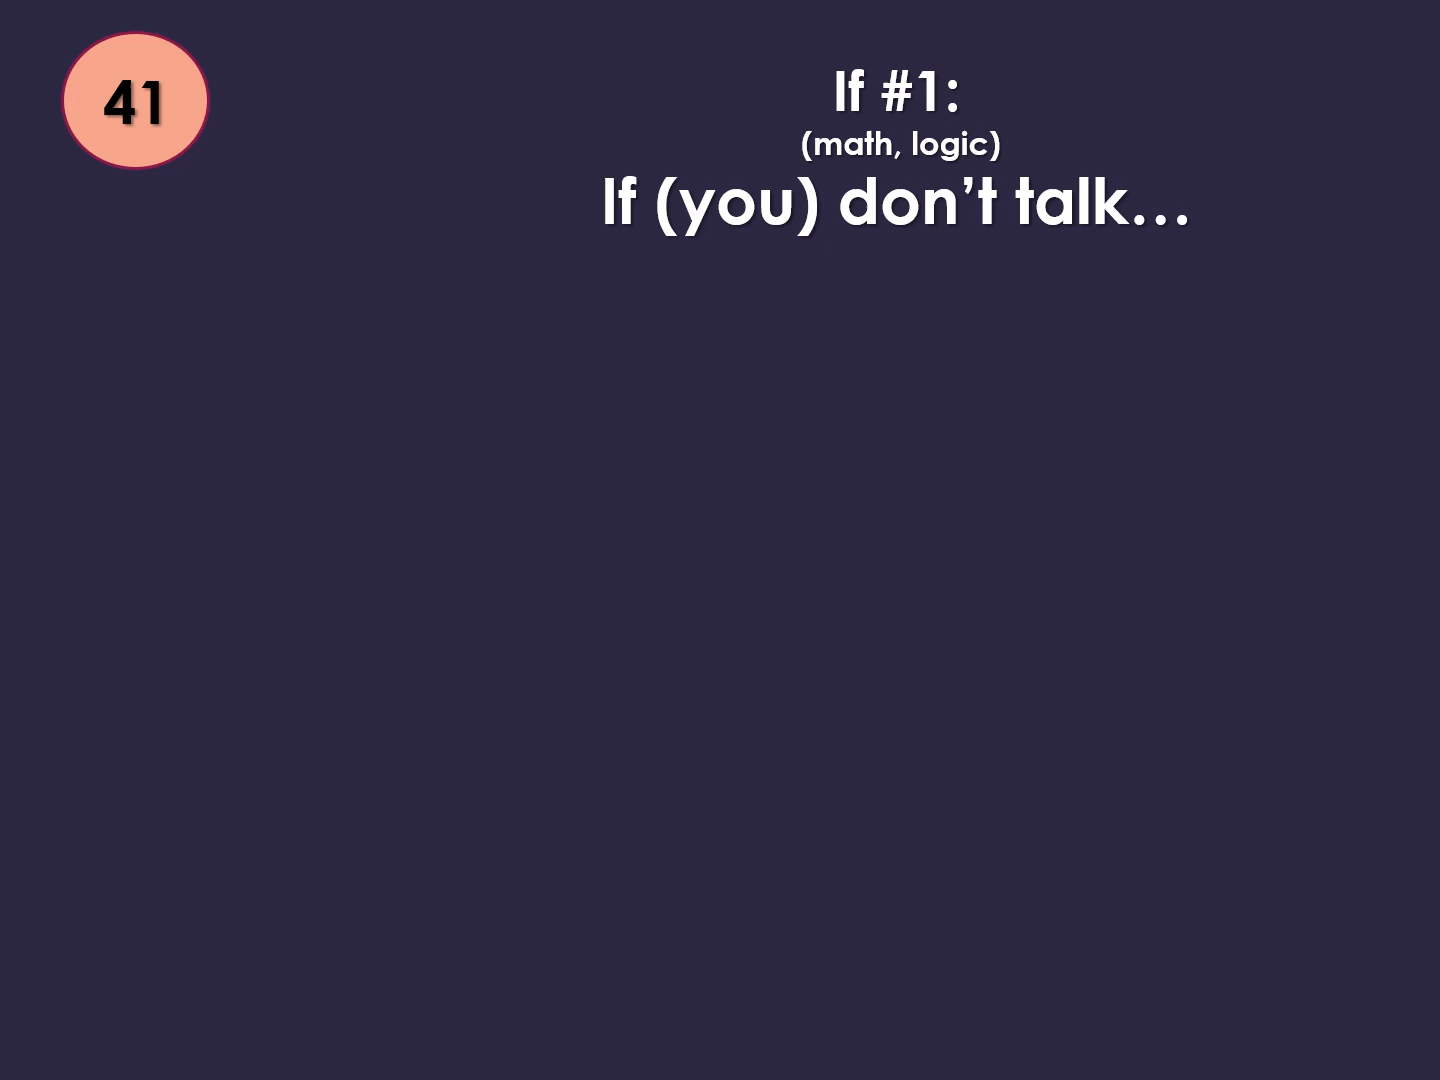 41
If #1:
(math, logic)
If (you) don’t talk…